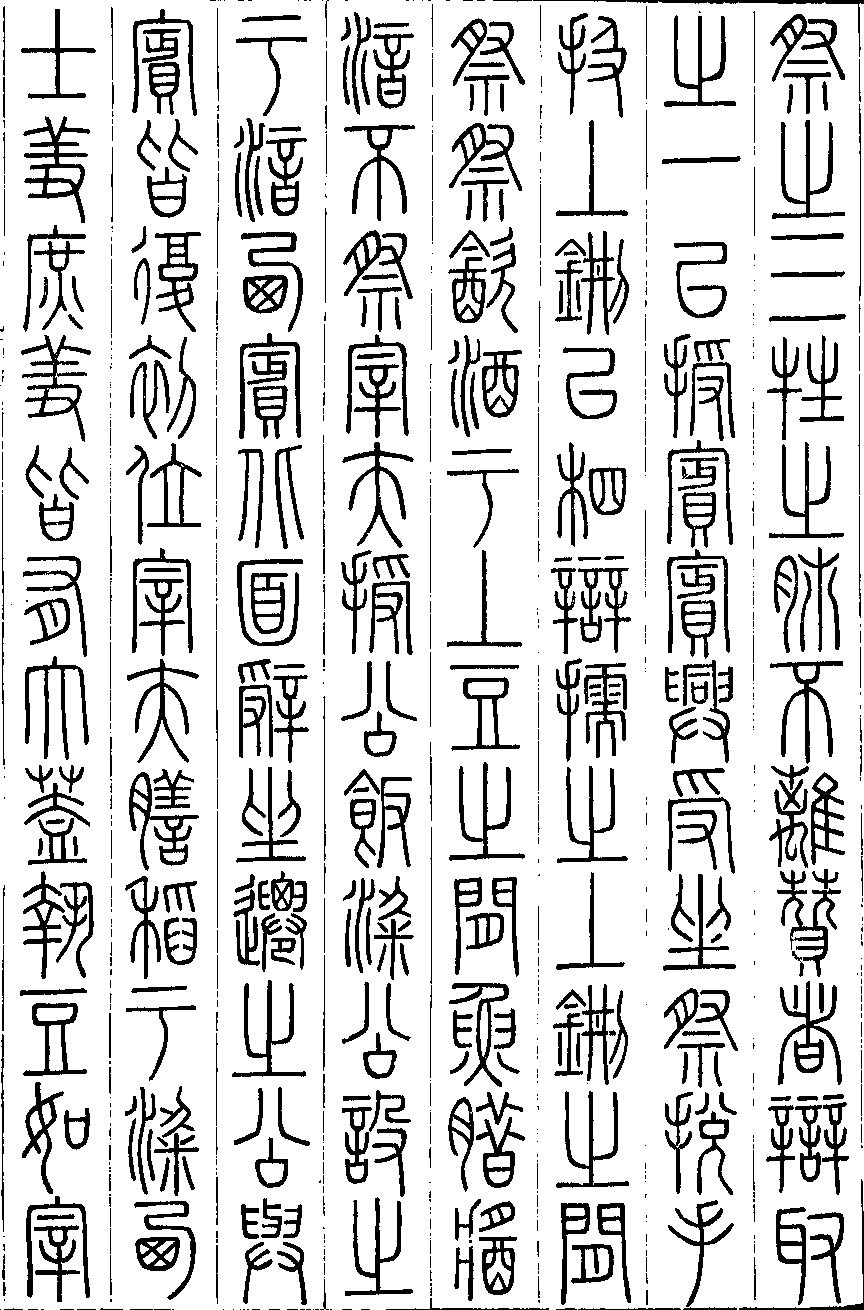 祭之三牲之肺不離贊者辯取
之一以授賓賓興受坐祭捝手
扱上鉶以柶辯擩之上鉶之間
祭祭飲酒于上豆之間魚腊醬
湆不祭宰夫授公飯粱公設之
于湆西賓北面辭坐遷之公與
賓皆復初位宰夫膳稻于粱西
士羞庶羞皆有大蓋執豆如宰